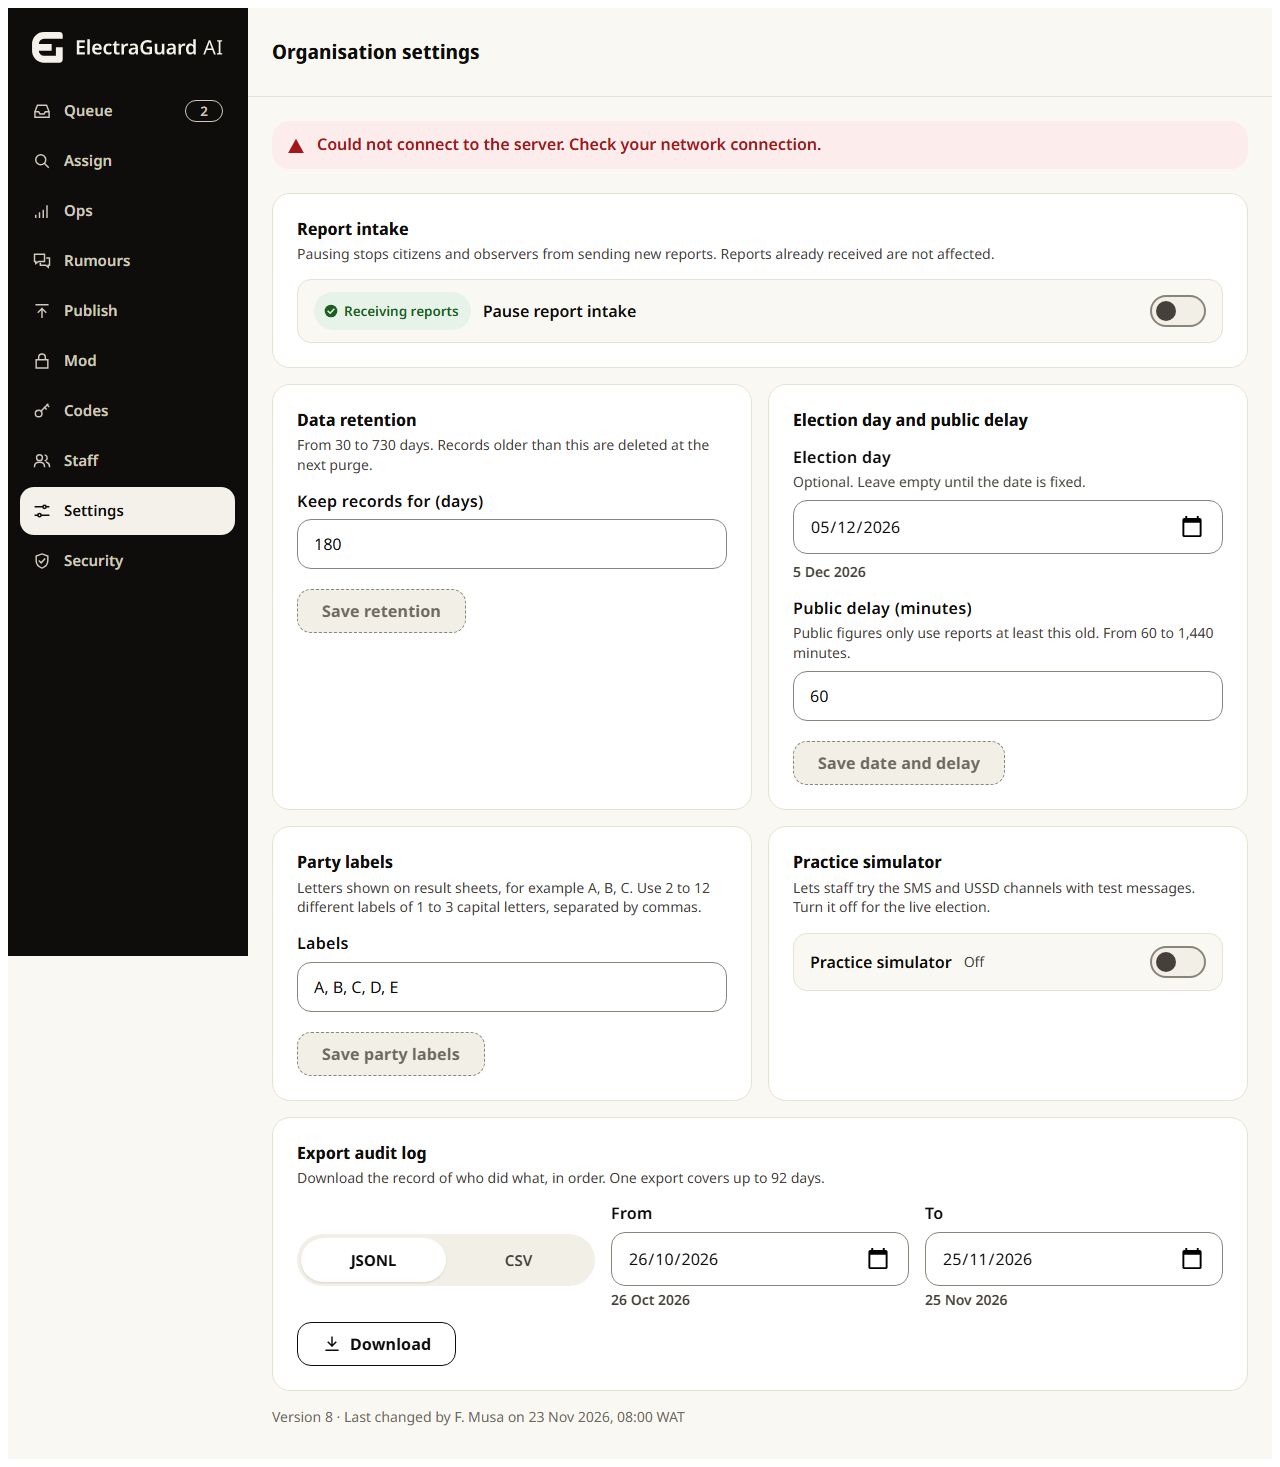 ElectraGuard AI
Queue 2
Assign
Ops
Rumours
Publish
Mod
Codes
Staff
Settings
Security
Organisation settings
Could not connect to the server. Check your network connection.
Report intake
Pausing stops citizens and observers from sending new reports. Reports already received are not affected.
Receiving reports Pause report intake
Data retention
From 30 to 730 days. Records older than this are deleted at the
next purge.
Keep records for (days)
180
Save retention
Election day and public delay
Election day
Optional. Leave empty until the date is fixed.
05/12/2026
5 Dec 2026
Public delay (minutes)
Public figures only use reports at least this old. From 60 to 1,440
minutes.
60
Save date and delay
Party labels
Letters shown on result sheets, for example A, B, C. Use 2 to 12
different labels of 1 to 3 capital letters, separated by commas.
Labels
A, B, C, D, E
Save party labels
Practice simulator
Lets staff try the SMS and USSD channels with test messages.
Turn it off for the live election.
Practice simulator Off
Export audit log
Download the record of who did what, in order. One export covers up to 92 days.
JSONL CSV
From
26/10/2026
26 Oct 2026
To
25/11/2026
25 Nov 2026
Download
Version 8 · Last changed by F. Musa on 23 Nov 2026, 08:00 WAT